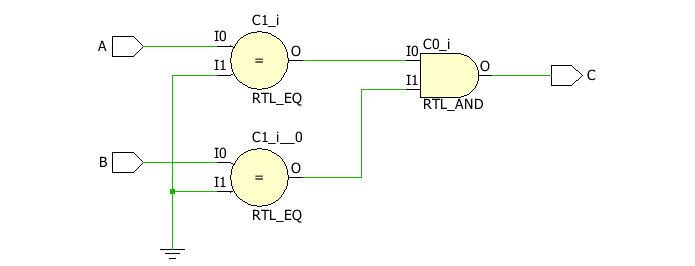 C1_i
A
I0
I1
=
O
RTL_EQ
C0_i
I0
I1
O
RTL_AND
C
C1_i__0
B
I0
I1
=
O
RTL_EQ